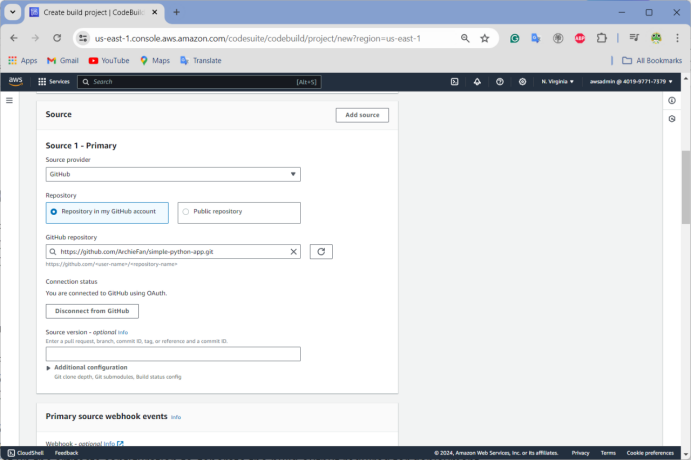 Create build project | CodeBuil
us-east-1.console.aws.amazon.com/codesuite/codebuild/project/new?region=us-east-1
Apps Gmail YouTube Maps Translate All Bookmarks
aws Services Search [Alt+S] N. Virginia awsadmin @ 4019-9771-7379
Source Add source
Source 1 - Primary
Source provider
GitHub
Repository
Repository in my GitHub account Public repository
GitHub repository
https://github.com/ArchieFan/simple-python-app.git
https://github.com/<user-name>/<repository-name>
Connection status
You are connected to GitHub using OAuth.
Disconnect from GitHub
Source version - optional Info
Enter a pull request, branch, commit ID, tag, or reference and a commit ID.
Additional configuration
Git clone depth, Git submodules, Build status config
Primary source webhook events Info
Webhook - optional Info
CloudShell Feedback © 2024, Amazon Web Services, Inc. or its affiliates. Privacy Terms Cookie preferences